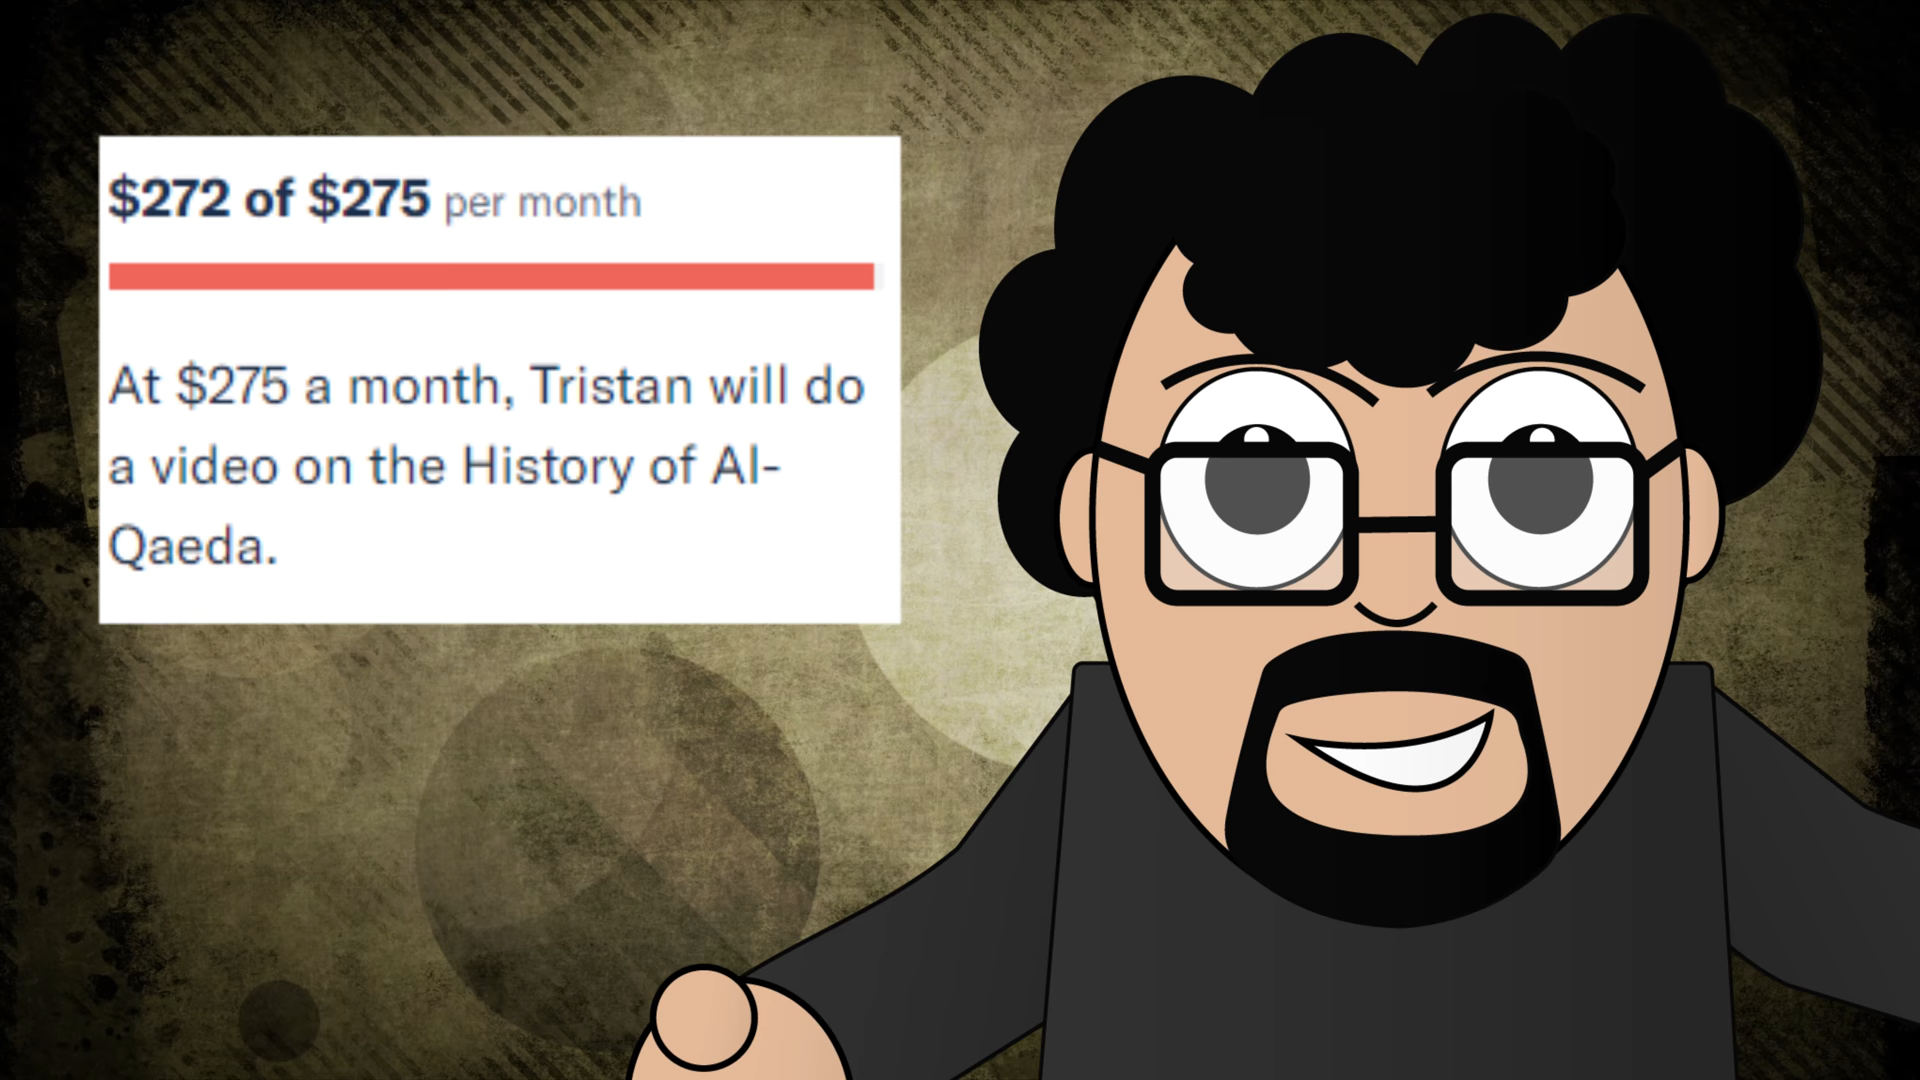 $272 of $275 per month
At $275 a month, Tristan will do
a video on the History of Al-
Qaeda.